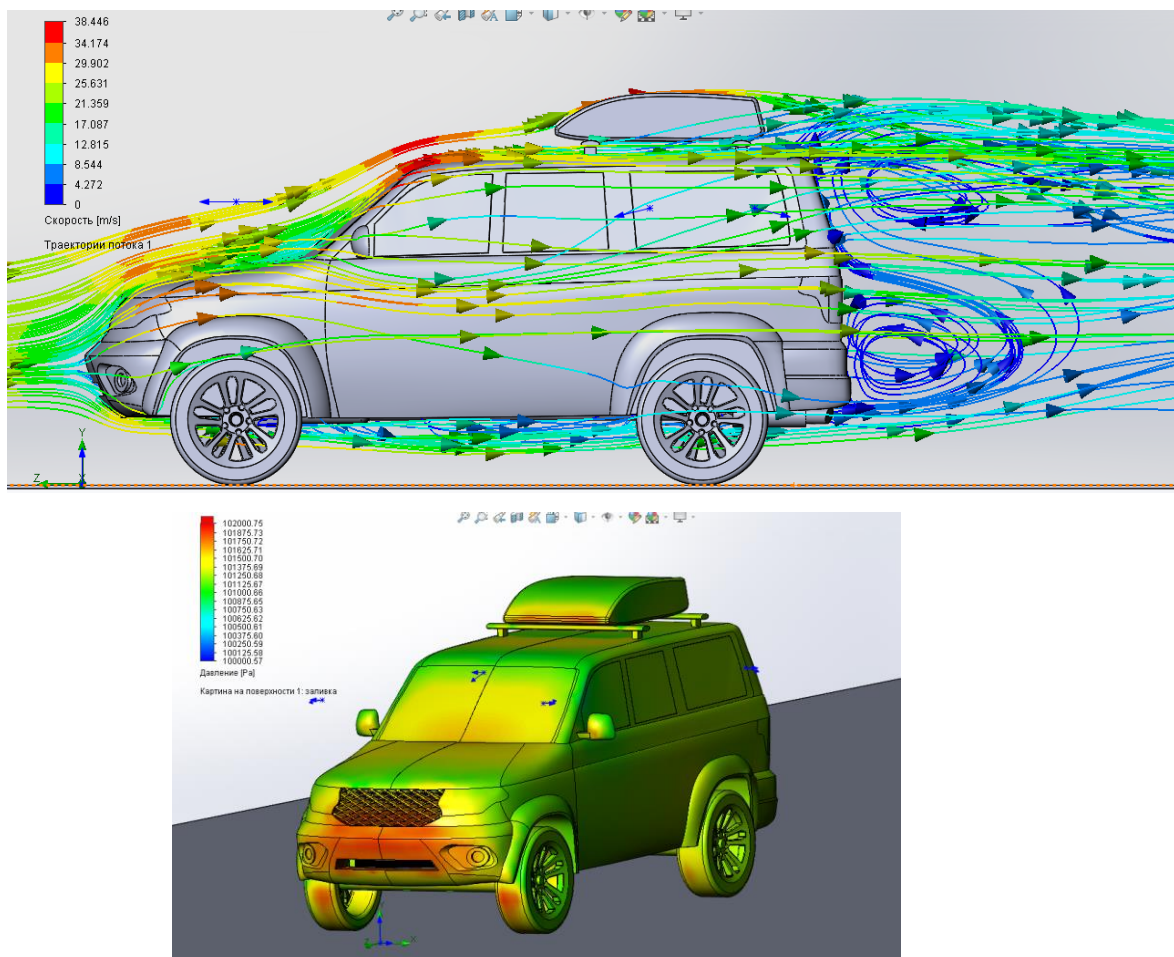 38.446
34.174
29.902
25.631
21.359
17.087
12.815
8.544
4.272
0
Скорость [m/s]
Траектории потока 1
Y
Z
X
102000.75
101875.73
101750.72
101625.71
101500.70
101375.69
101250.68
101125.67
101000.66
100875.65
100750.63
100625.62
100500.61
100375.60
100250.59
100125.58
100000.57
Давление [Pa]
Картина на поверхности 1: заливка
Y
Z
X